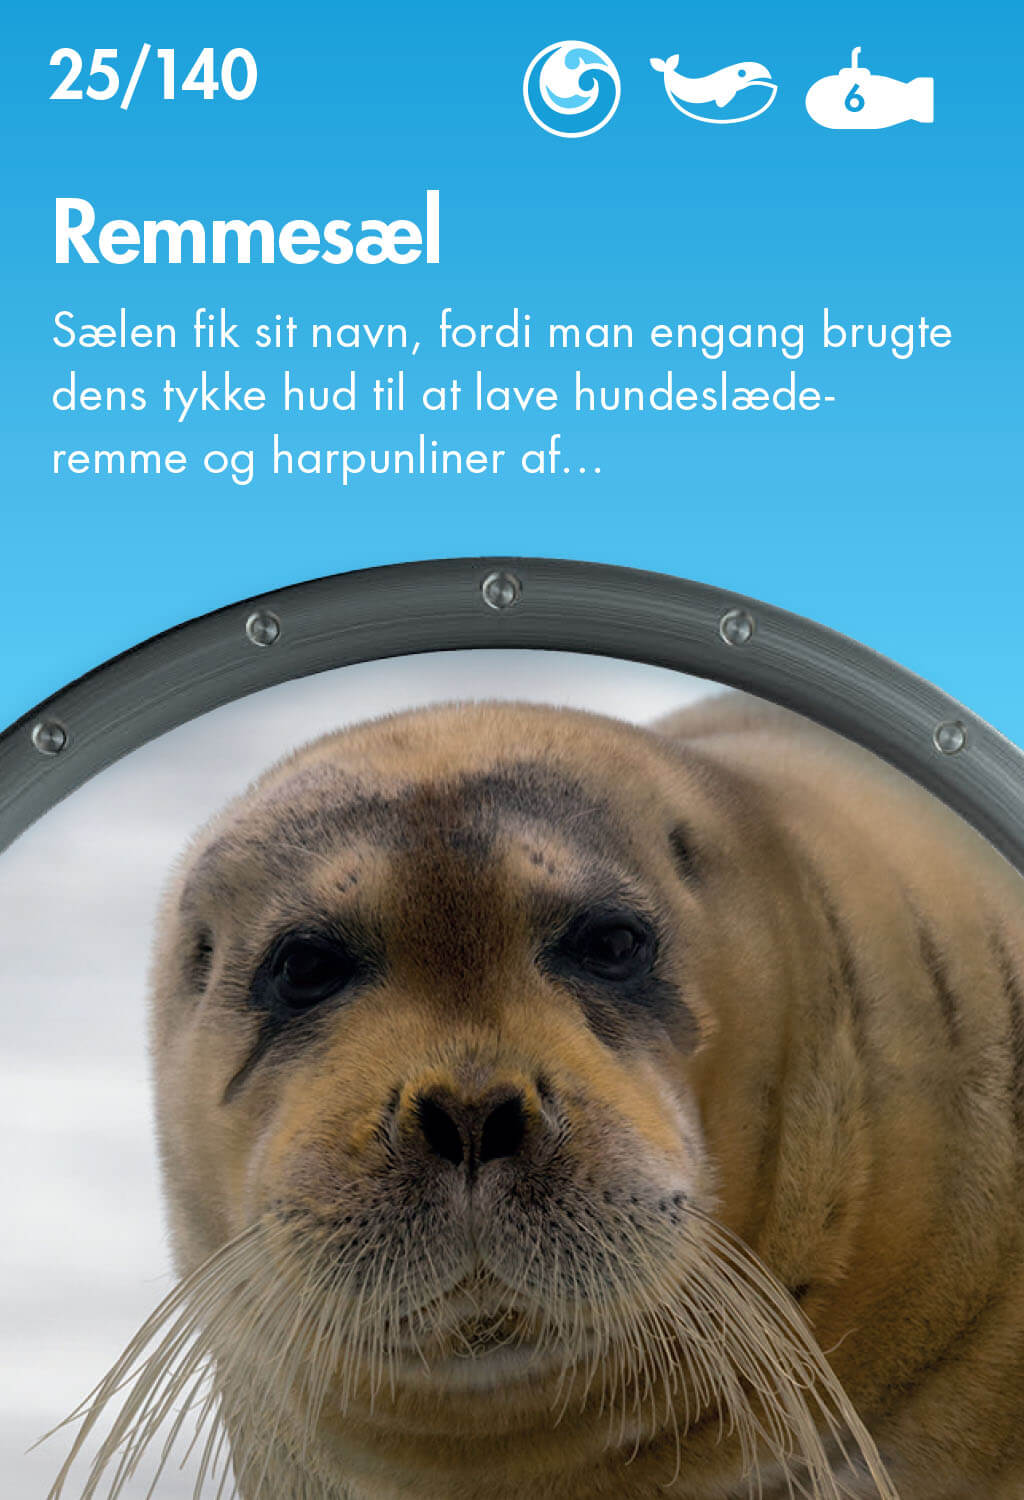 25/140
6
Remmesæl
Sælen fik sit navn, fordi man engang brugte
dens tykke hud til at lave hundeslæde-
remme og harpunliner af...